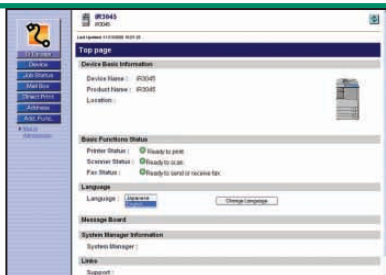 iR3045
iR3045
Last Updated
Top page
Device
Job Status
Mail Box
Direct Print
Address
Add. Func.
Device Basic Information
Device Name : iR3045
Product Name : iR3045
Location :
Basic Functions Status
Printer Status : Ready to print.
Scanner Status : Ready to scan.
Fax Status : Ready to send or receive fax.
Language
Language : Japanese
English
Change Language
Message Board
System Manager Information
System Manager :
Links
Support :